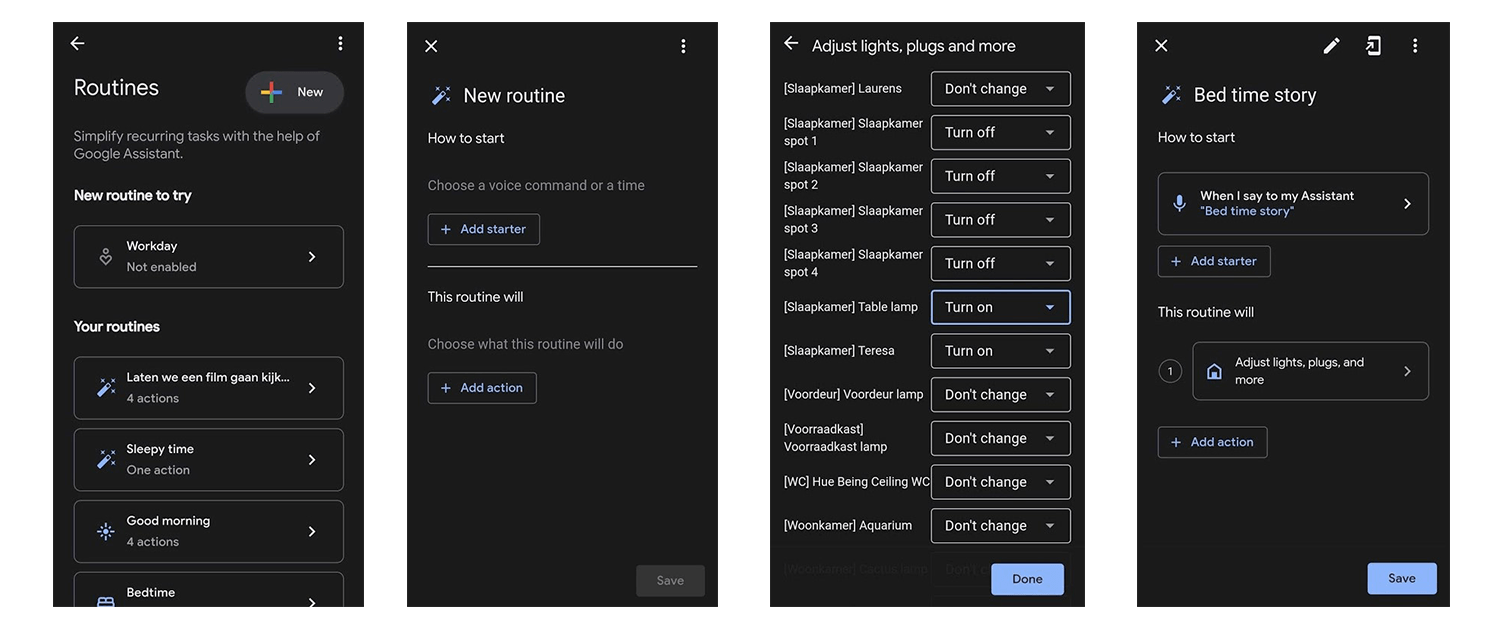 Routines
New
Simplify recurring tasks with the help of
Google Assistant.
New routine to try
Workday
Not enabled
Your routines
Laten we een film gaan kijk...
4 actions
Sleepy time
One action
Good morning
4 actions
Bedtime
New routine
How to start
Choose a voice command or a time
+ Add starter
This routine will
Choose what this routine will do
+ Add action
Save
Adjust lights, plugs and more
[Slaapkamer] Laurens
Don't change
[Slaapkamer] Slaapkamer
spot 1
Turn off
[Slaapkamer] Slaapkamer
spot 2
Turn off
[Slaapkamer] Slaapkamer
spot 3
Turn off
[Slaapkamer] Slaapkamer
spot 4
Turn off
[Slaapkamer] Table lamp
Turn on
[Slaapkamer] Teresa
Turn on
[Voordeur] Voordeur lamp
Don't change
[Voorraadkast]
Voorraadkast lamp
Don't change
[WC] Hue Being Ceiling WC
Don't change
[Woonkamer] Aquarium
Don't change
[Woonkamer] Cactus lamp
Done
Bed time story
How to start
When I say to my Assistant
"Bed time story"
+ Add starter
This routine will
1
Adjust lights, plugs, and
more
+ Add action
Save